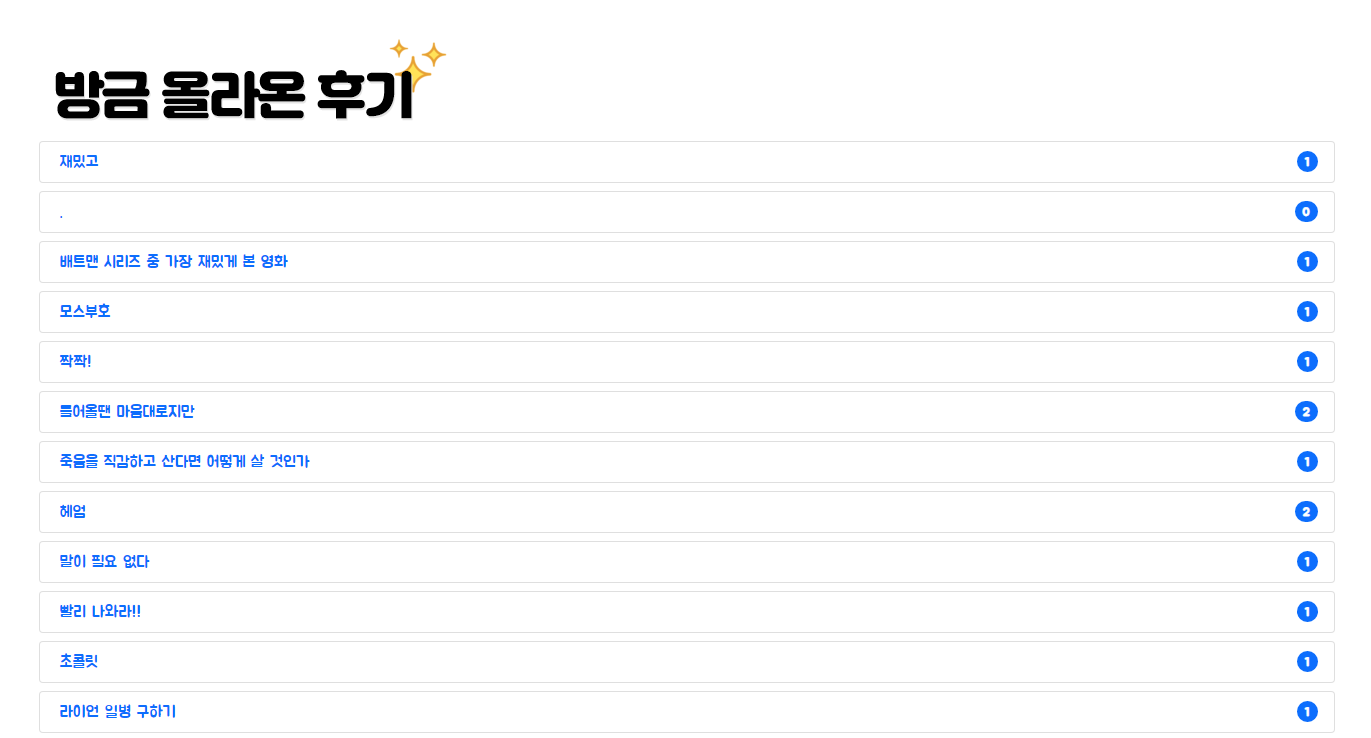 방금 올라온 후기
재밌고 1
. 0
배트맨 시리즈 중 가장 재밌게 본 영화 1
모스부호 1
짝짝! 1
들어올땐 마음대로지만 2
죽음을 직감하고 산다면 어떻게 살 것인가 1
헤엄 2
말이 필요 없다 1
빨리 나와라!! 1
초콜릿 1
라이언 일병 구하기 1